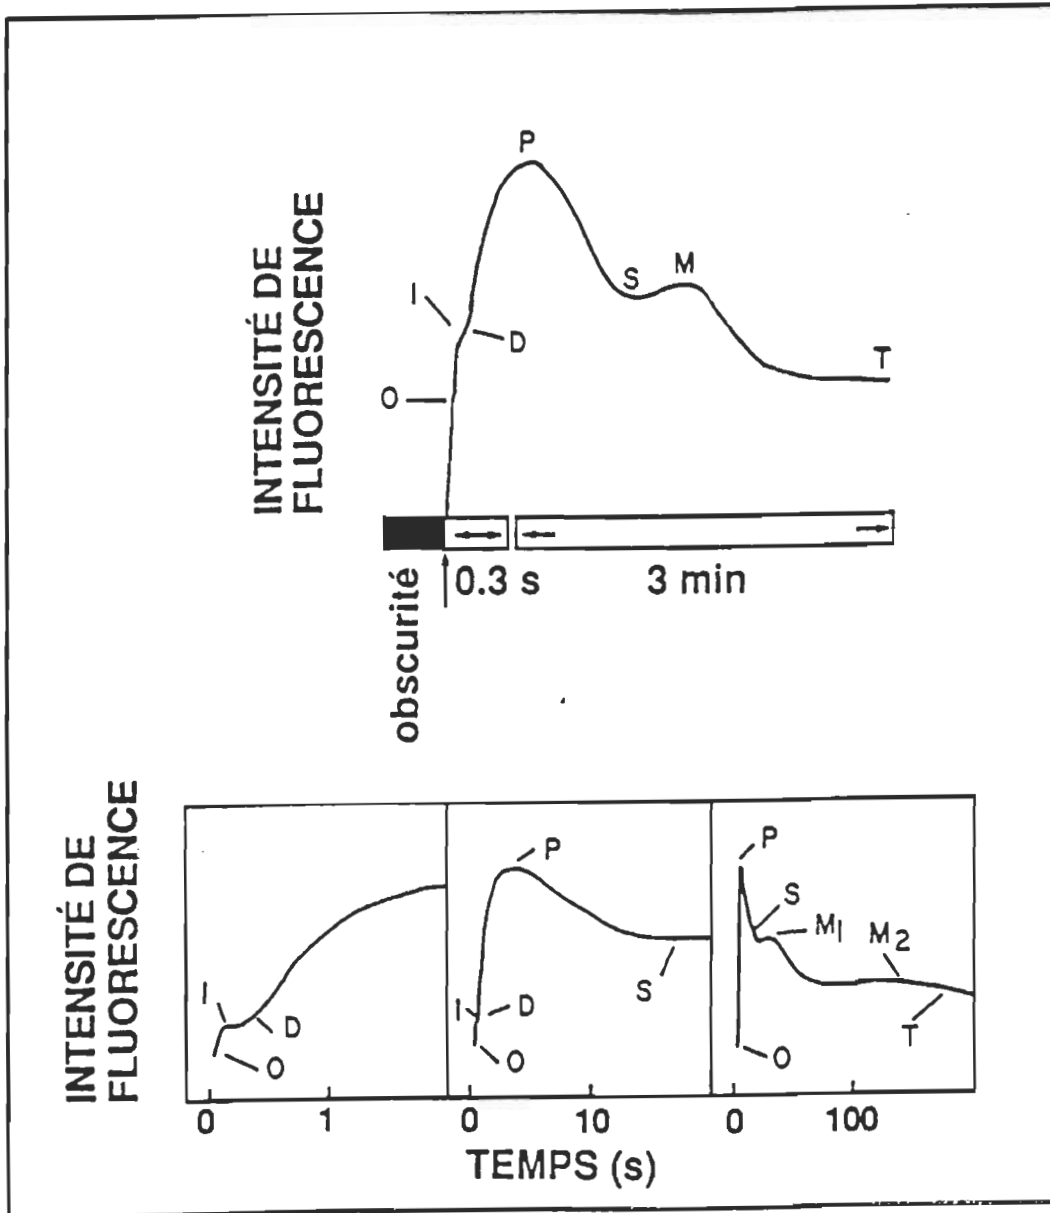 INTENSITÉ DE
FLUORESCENCE
P
S
M
I
D
T
O
obscurité
0.3 s
3 min
INTENSITÉ DE
FLUORESCENCE
I
D
O
0
1
P
I
D
S
O
0
10
P
S
M1
M2
T
O
0
100
TEMPS (s)